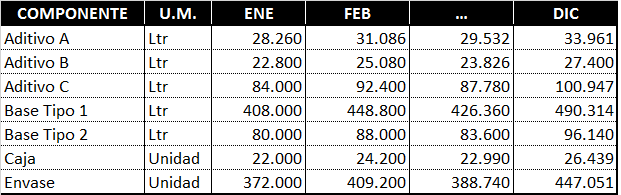 COMPONENTE U.M. ENE FEB ... DIC
Aditivo A Ltr 28.260 31.086 29.532 33.961
Aditivo B Ltr 22.800 25.080 23.826 27.400
Aditivo C Ltr 84.000 92.400 87.780 100.947
Base Tipo 1 Ltr 408.000 448.800 426.360 490.314
Base Tipo 2 Ltr 80.000 88.000 83.600 96.140
Caja Unidad 22.000 24.200 22.990 26.439
Envase Unidad 372.000 409.200 388.740 447.051